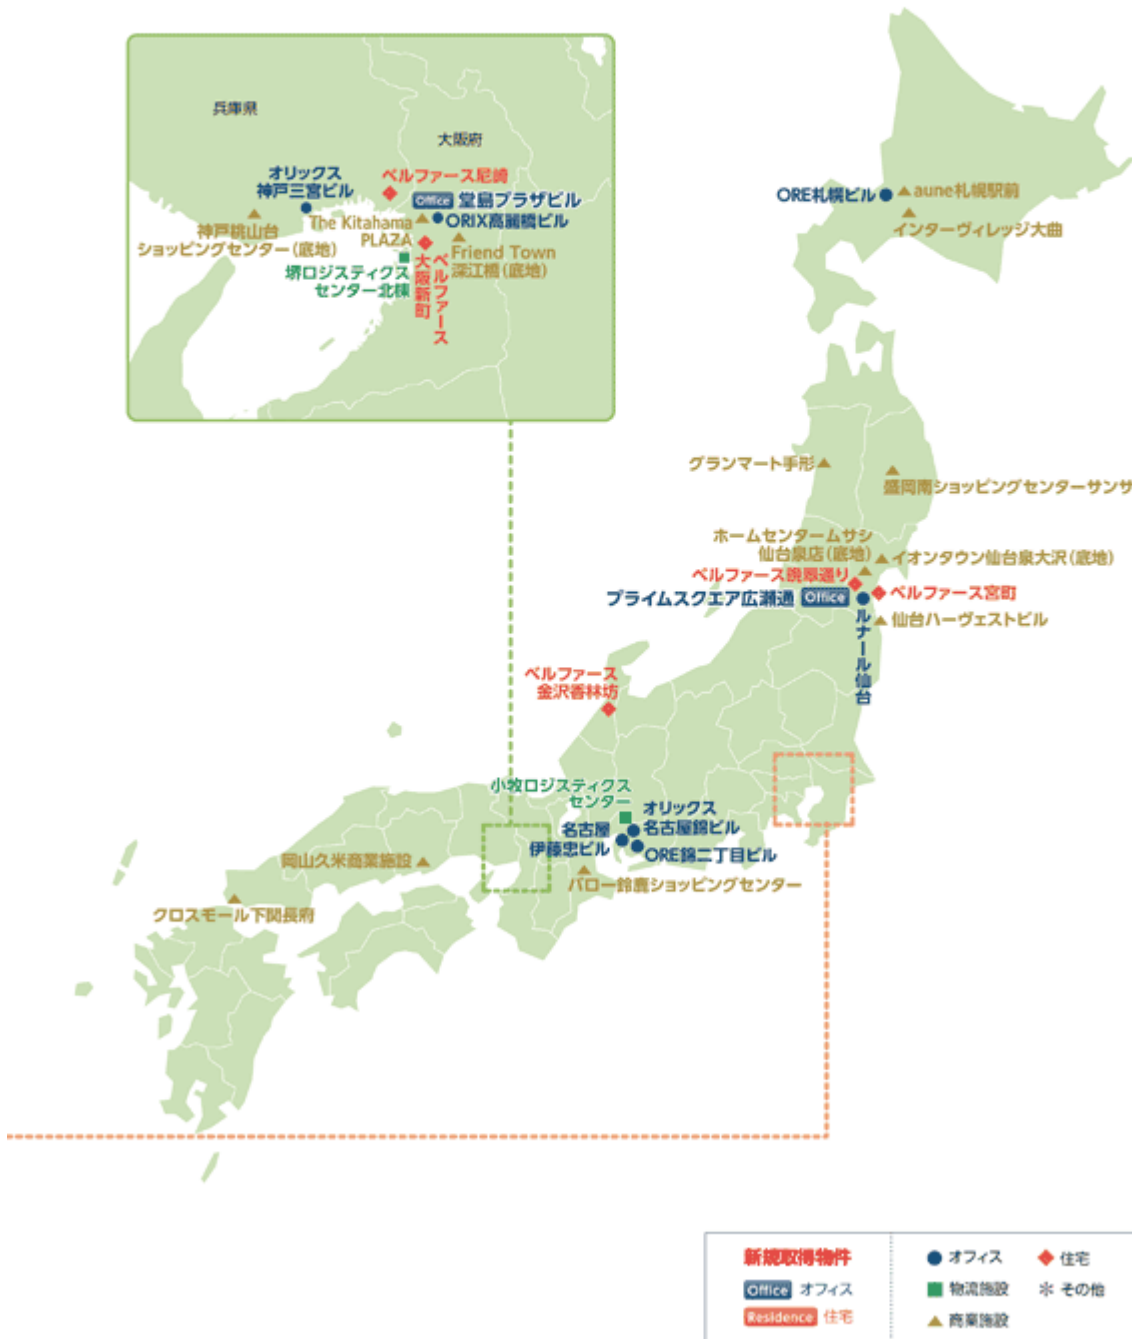 兵庫県
大阪府
オリックス
神戸三宮ビル
ベルファース尼崎
Office 堂島プラザビル
ORIX高麗橋ビル
The Kitahama
PLAZA
神戸桃山台
ショッピングセンター(底地)
Friend Town
深江橋(底地)
堺ロジスティクス
センター北棟
ベルファース
大阪新町
ORE札幌ビル
aune札幌駅前
インターヴィレッジ大曲
グランマート手形
盛岡南ショッピングセンターサンサ
ホームセンタームサシ
仙台泉店(底地)
イオンタウン仙台泉大沢(底地)
ベルファース晩翠通り
ベルファース宮町
プライムスクエア広瀬通 Office
ルナール仙台
仙台ハーヴェストビル
ベルファース
金沢香林坊
小牧ロジスティクス
センター
オリックス
名古屋錦ビル
名古屋
伊藤忠ビル
ORE錦二丁目ビル
バロー鈴鹿ショッピングセンター
岡山久米商業施設
クロスモール下関長府
新規取得物件
Office オフィス
Residence 住宅
オフィス
住宅
物流施設
その他
商業施設